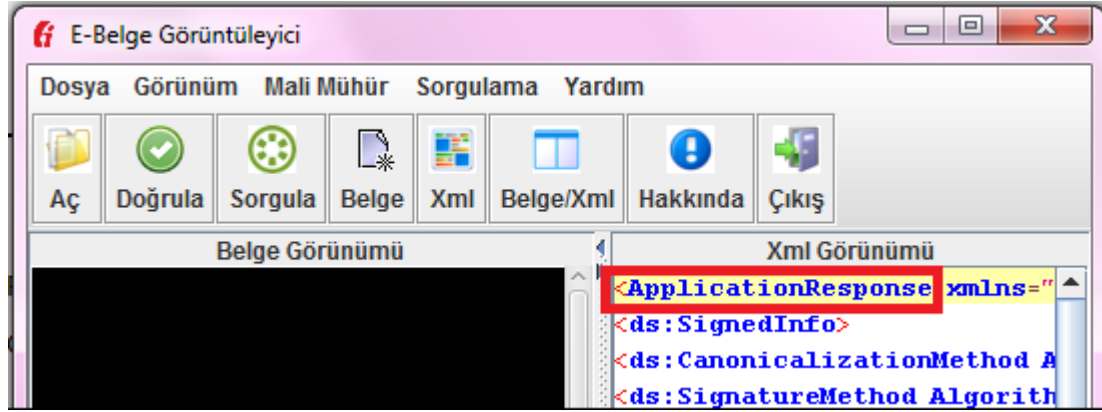 E-Belge Görüntüleyici
Dosya Görünüm Mali Mühür Sorgulama Yardım
Aç Doğrula Sorgula Belge Xml Belge/Xml Hakkında Çıkış
Belge Görünümü Xml Görünümü
<ApplicationResponse xmlns="
<ds:SignedInfo>
<ds:CanonicalizationMethod A
<ds:SignatureMethod Algorith